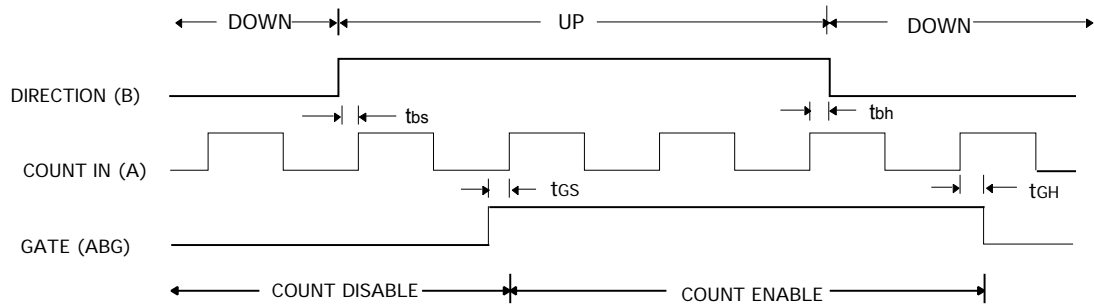 DOWN UP DOWN
DIRECTION (B)
tbs tbh
COUNT IN (A)
tGS tGH
GATE (ABG)
COUNT DISABLE COUNT ENABLE